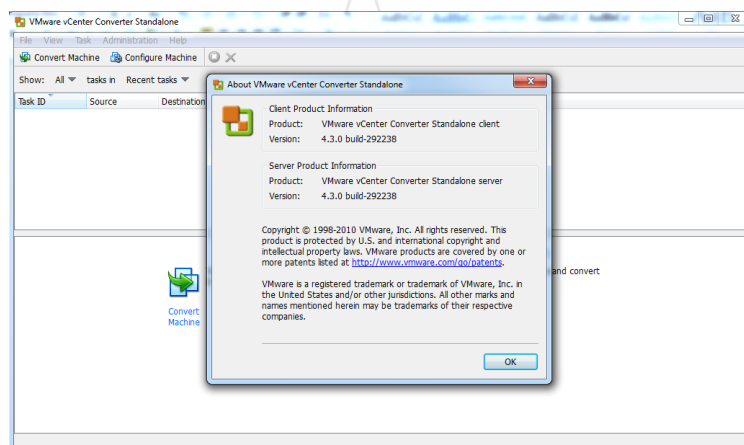 VMware vCenter Converter Standalone
File View Task Administration Help
Convert Machine Configure Machine
Show: All tasks in Recent tasks
Task ID Source Destination
About VMware vCenter Converter Standalone
Client Product Information
Product: VMware vCenter Converter Standalone client
Version: 4.3.0 build-292238
Server Product Information
Product: VMware vCenter Converter Standalone server
Version: 4.3.0 build-292238
Copyright © 1998-2010 VMware, Inc. All rights reserved. This
product is protected by U.S. and international copyright and
intellectual property laws. VMware products are covered by one or
more patents listed at http://www.vmware.com/go/patents.
VMware is a registered trademark or trademark of VMware, Inc. in
the United States and/or other jurisdictions. All other marks and
names mentioned herein may be trademarks of their respective
companies.
OK
Convert
Machine
and convert